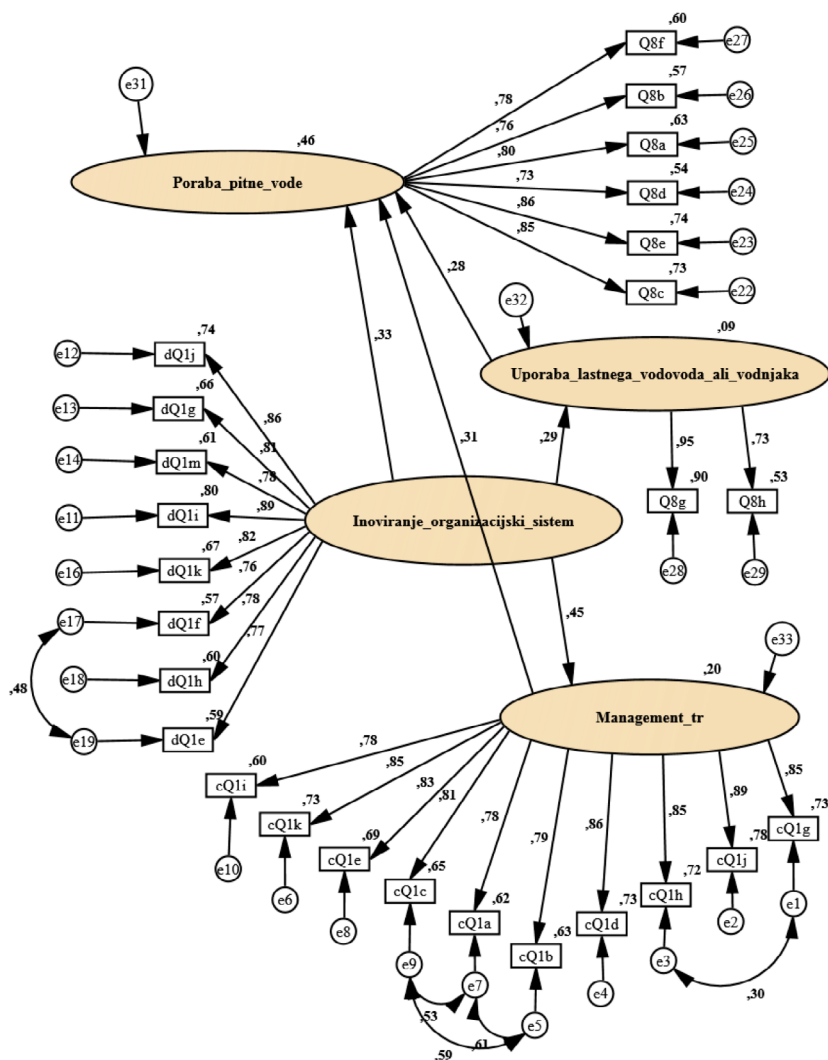 ,60
Q8f
e27
,57
Q8b
e26
,63
Q8a
e25
,54
Q8d
e24
,74
Q8e
e23
,73
Q8c
e22
,78
,76
,80
,73
,86
,85
e31
,46
Poraba_pitne_vode
,28
e32
,09
Uporaba_lastnega_vodovoda_ali_vodnjaka
,33
,31
,29
,95
,73
,90
Q8g
,53
Q8h
e28
e29
,74
e12
dQ1j
,66
e13
dQ1g
,61
e14
dQ1m
,80
e11
dQ1i
,67
e16
dQ1k
,57
e17
dQ1f
,60
e18
dQ1h
,59
e19
dQ1e
,48
,86
,81
,78
,89
,82
,76
,78
,77
Inoviranje_organizacijski_sistem
,45
e33
,20
Management_tr
,78
,85
,83
,81
,78
,79
,86
,85
,89
,85
,60
cQ1i
e10
,73
cQ1k
e6
,69
cQ1e
e8
,65
cQ1c
e9
,62
cQ1a
e7
,63
cQ1b
e5
,73
cQ1d
e4
,72
cQ1h
e3
,78
cQ1j
e2
,73
cQ1g
e1
,53
,61
,59
,30